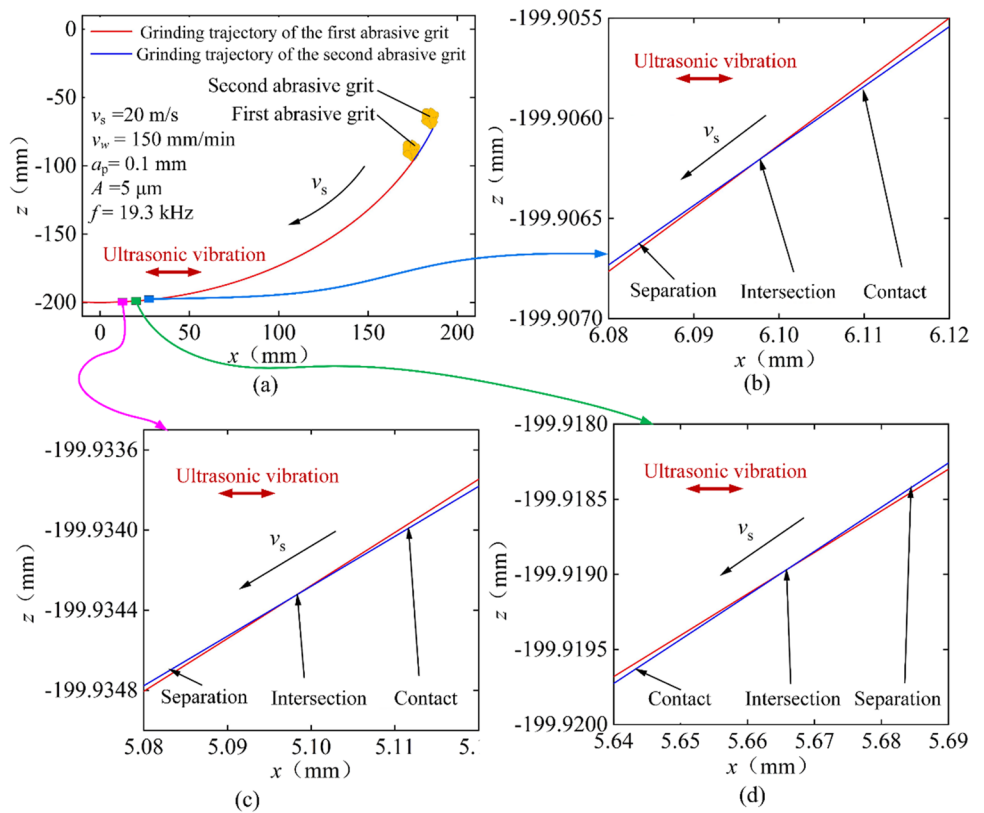 Grinding trajectory of the first abrasive grit
Grinding trajectory of the second abrasive grit
Second abrasive grit
First abrasive grit
vs =20 m/s
vw = 150 mm/min
ap= 0.1 mm
A =5 μm
f = 19.3 kHz
vs
Ultrasonic vibration
0
-50
-100
-150
-200
z（mm）
0
50
100
150
200
x（mm）
(a)
-199.9055
-199.9060
-199.9065
-199.9070
z（mm）
Ultrasonic vibration
vs
Separation
Intersection
Contact
6.08
6.09
6.10
6.11
6.12
x（mm）
(b)
-199.9336
-199.9340
-199.9344
-199.9348
z（mm）
Ultrasonic vibration
vs
Separation
Intersection
Contact
5.08
5.09
5.10
5.11
5.1
x（mm）
(c)
-199.9180
-199.9185
-199.9190
-199.9195
-199.9200
z（mm）
Ultrasonic vibration
vs
Contact
Intersection
Separation
5.64
5.65
5.66
5.67
5.68
5.69
x（mm）
(d)